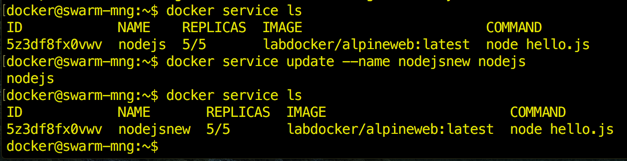 [docker@swarm-mng:~$ docker service ls
ID NAME REPLICAS IMAGE COMMAND
5z3df8fx0vwv nodejs 5/5 labdocker/alpineweb:latest node hello.js
[docker@swarm-mng:~$ docker service update --name nodejsnew nodejs
nodejs
[docker@swarm-mng:~$ docker service ls
ID NAME REPLICAS IMAGE COMMAND
5z3df8fx0vwv nodejsnew 5/5 labdocker/alpineweb:latest node hello.js
docker@swarm-mng:~$